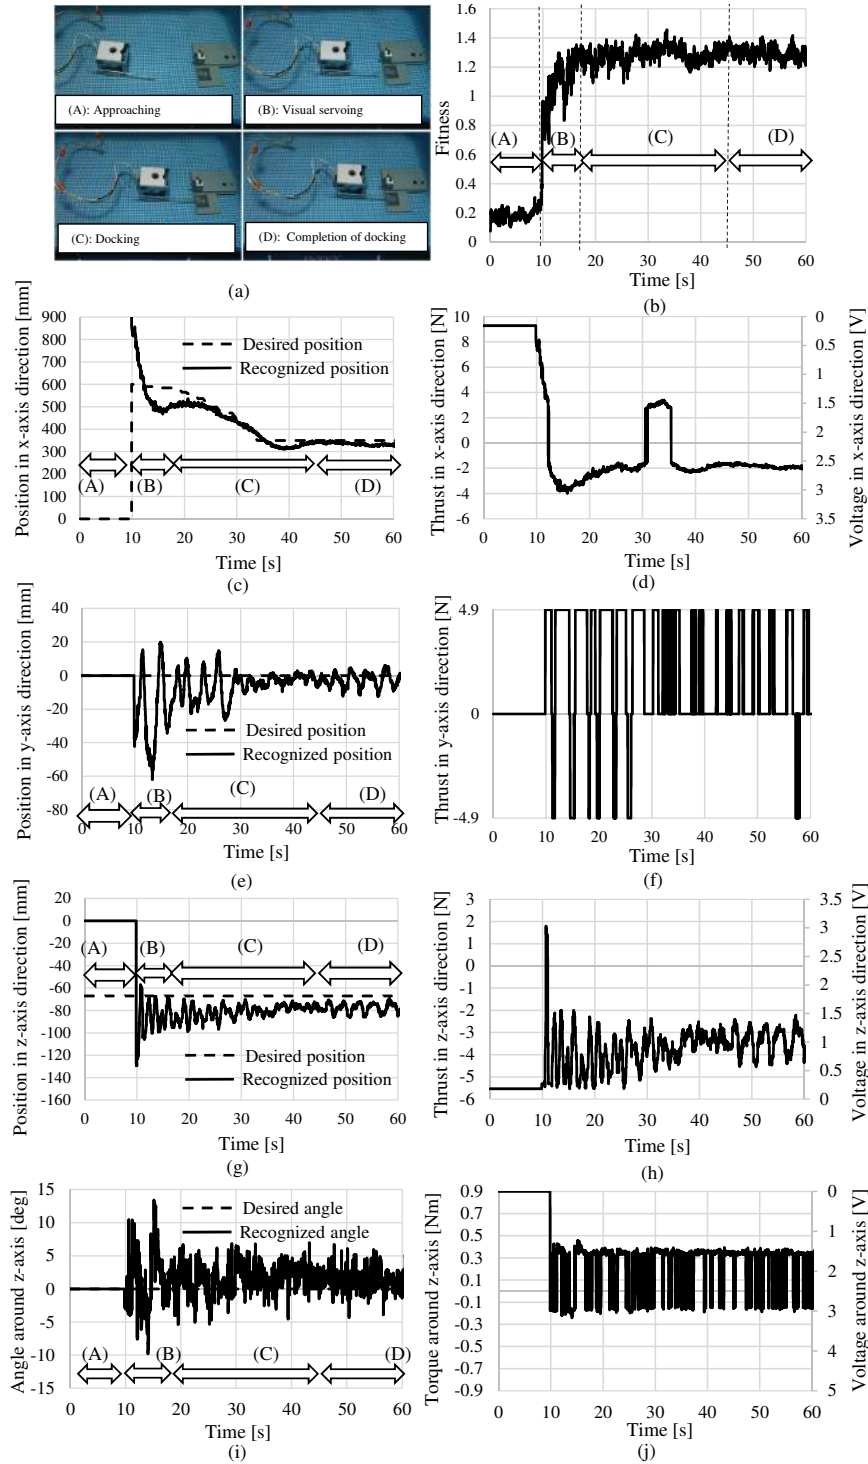 (A): Approaching
(B): Visual servoing
(C): Docking
(D): Completion of docking
(a)
Fitness
1.6
1.4
1.2
1
0.8
0.6
0.4
0.2
0
(A)
(B)
(C)
(D)
0 10 20 30 40 50 60
Time [s]
(b)
Position in x-axis direction [mm]
900
800
700
600
500
400
300
200
100
0
Desired position
Recognized position
(A)
(B)
(C)
(D)
0 10 20 30 40 50 60
Time [s]
(c)
Thrust in x-axis direction [N]
10
8
6
4
2
0
-2
-4
-6
0
0.5
1
1.5
2
2.5
3
3.5
Voltage in x-axis direction [V]
0 10 20 30 40 50 60
Time [s]
(d)
Position in y-axis direction [mm]
40
20
0
-20
-40
-60
-80
Desired position
Recognized position
(A)
(B)
(C)
(D)
0 10 20 30 40 50 60
Time [s]
(e)
Thrust in y-axis direction [N]
4.9
0
-4.9
0 10 20 30 40 50 60
Time [s]
(f)
Position in z-axis direction [mm]
20
0
-20
-40
-60
-80
-100
-120
-140
-160
(A)
(B)
(C)
(D)
Desired position
Recognized position
0 10 20 30 40 50 60
Time [s]
(g)
Thrust in z-axis direction [N]
3
2
1
0
-1
-2
-3
-4
-5
-6
3.5
3
2.5
2
1.5
1
0.5
0
Voltage in z-axis direction [V]
0 10 20 30 40 50 60
Time [s]
(h)
Angle around z-axis [deg]
15
10
5
0
-5
-10
-15
Desired angle
Recognized angle
(A)
(B)
(C)
(D)
0 10 20 30 40 50 60
Time [s]
(i)
Torque around z-axis [Nm]
0.9
0.7
0.5
0.3
0.1
-0.1
-0.3
-0.5
-0.7
-0.9
0
1
2
3
4
5
Voltage around z-axis [V]
0 10 20 30 40 50 60
Time [s]
(j)